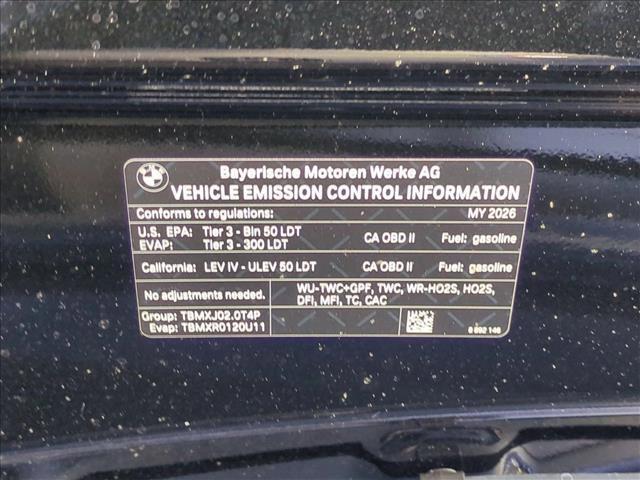 Bayerische Motoren Werke AG
VEHICLE EMISSION CONTROL INFORMATION
Conforms to regulations: MY 2026
U.S. EPA: Tier 3 - Bin 50 LDT CA OBD II Fuel: gasoline
EVAP: Tier 3 - 300 LDT
California: LEV IV - ULEV 50 LDT CA OBD II Fuel: gasoline
No adjustments needed. WU-TWC+GPF, TWC, WR-HO2S, HO2S,
DFI, MFI, TC, CAC
Group: TBMXJ02.0T4P
Evap: TBMXR0120U11